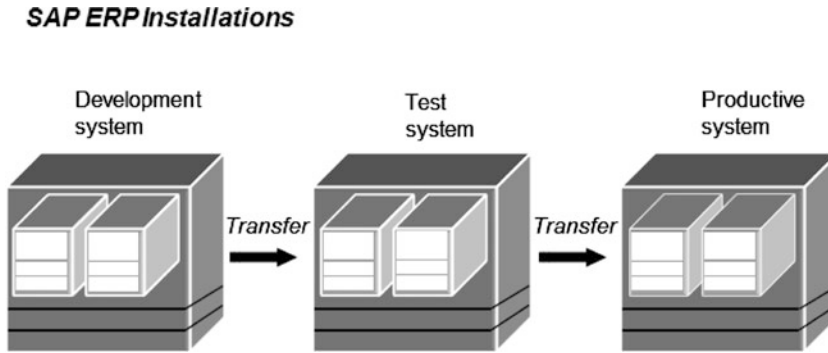 SAP ERP Installations
Development
system
Test
system
Productive
system
Transfer
Transfer